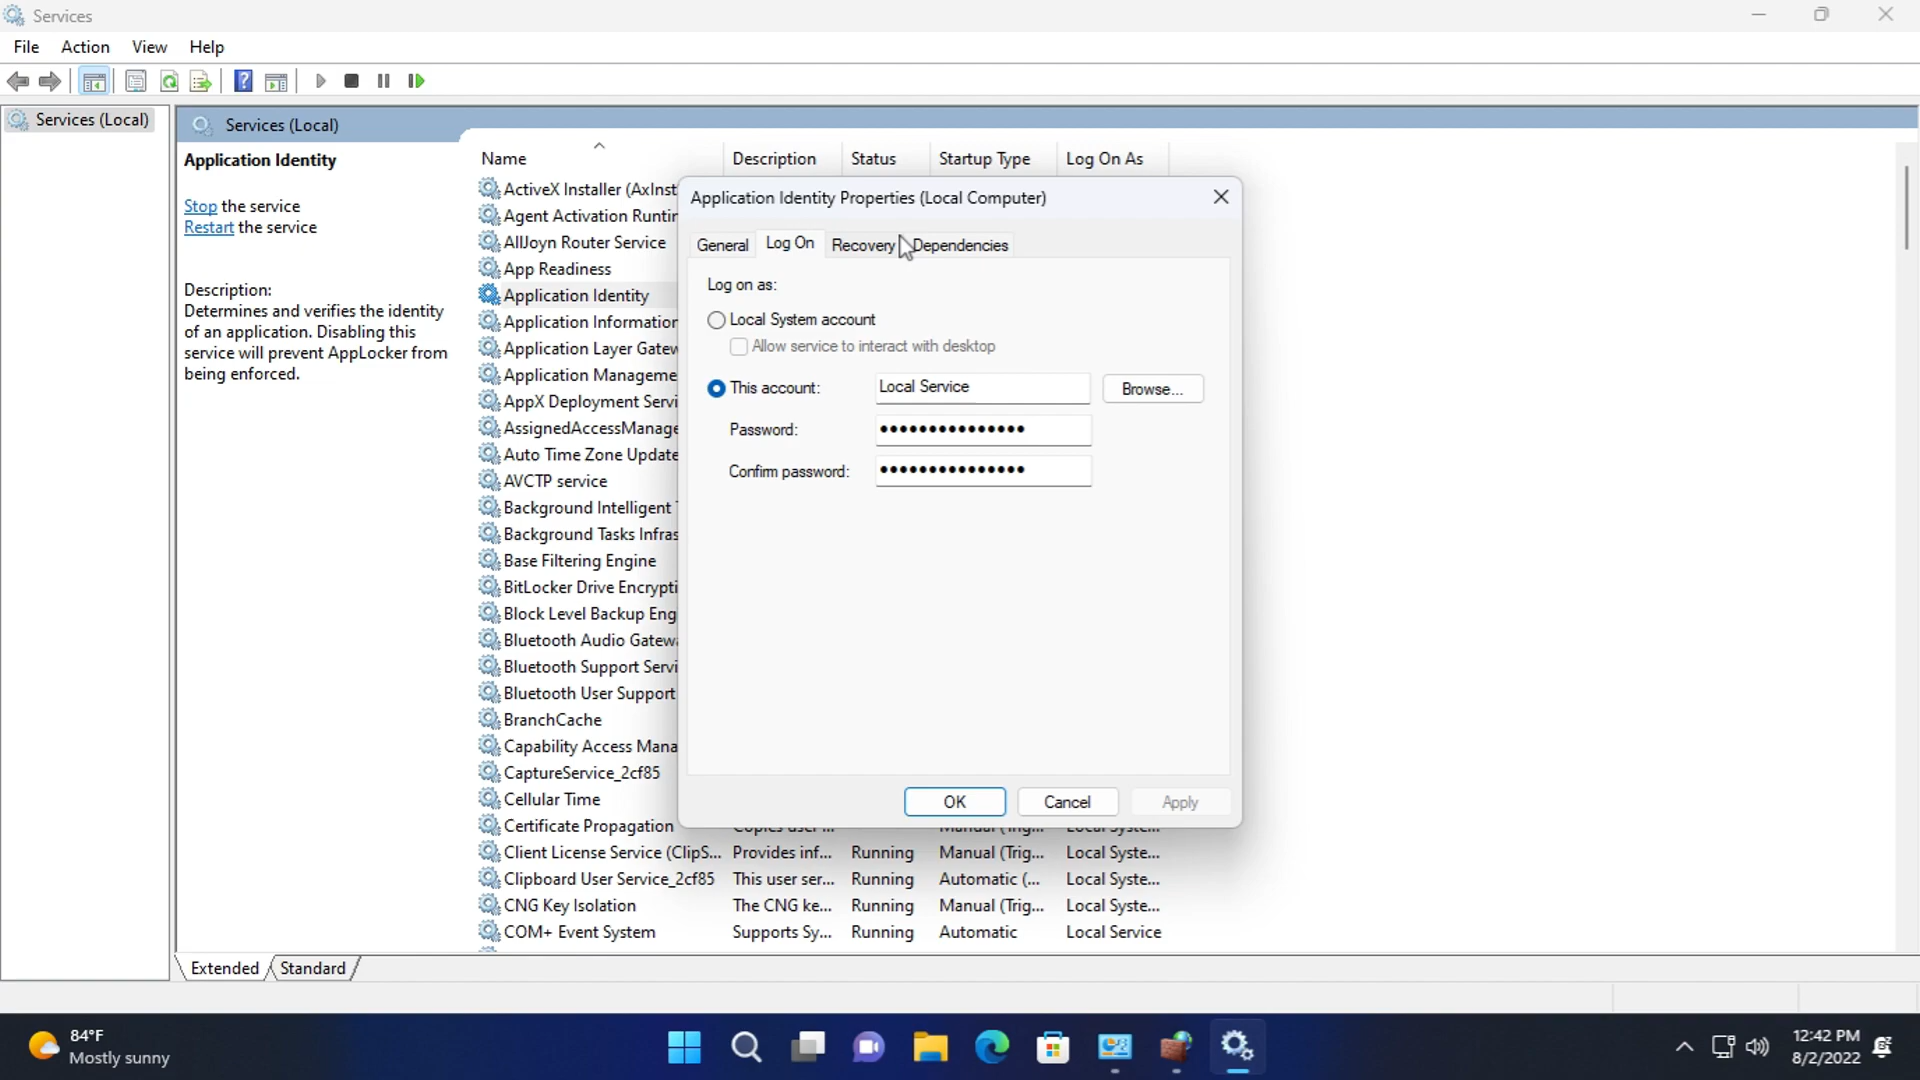 Services
File Action View Help
Services (Local)
Services (Local)
Application Identity
Stop the service
Restart the service
Description:
Determines and verifies the identity
of an application. Disabling this
service will prevent AppLocker from
being enforced.
Name Description Status Startup Type Log On As
ActiveX Installer (AxInst
Agent Activation Runtir
AllJoyn Router Service
App Readiness
Application Identity
Application Information
Application Layer Gatew
Application Manageme
AppX Deployment Servi
AssignedAccessManage
Auto Time Zone Update
AVCTP service
Background Intelligent
Background Tasks Infras
Base Filtering Engine
BitLocker Drive Encrypti
Block Level Backup Eng
Bluetooth Audio Gatewa
Bluetooth Support Servi
Bluetooth User Support
BranchCache
Capability Access Mana
CaptureService_2cf85
Cellular Time
Certificate Propagation Copies user ... Manual (Trig... Local Syste...
Client License Service (ClipS... Provides inf... Running Manual (Trig... Local Syste...
Clipboard User Service_2cf85 This user ser... Running Automatic (... Local Syste...
CNG Key Isolation The CNG ke... Running Manual (Trig... Local Syste...
COM+ Event System Supports Sy... Running Automatic Local Service
Application Identity Properties (Local Computer)
General Log On Recovery Dependencies
Log on as:
Local System account
Allow service to interact with desktop
This account: Local Service Browse...
Password: •••••••••••••••
Confirm password: •••••••••••••••
OK Cancel Apply
Extended Standard
84°F
Mostly sunny
12:42 PM
8/2/2022